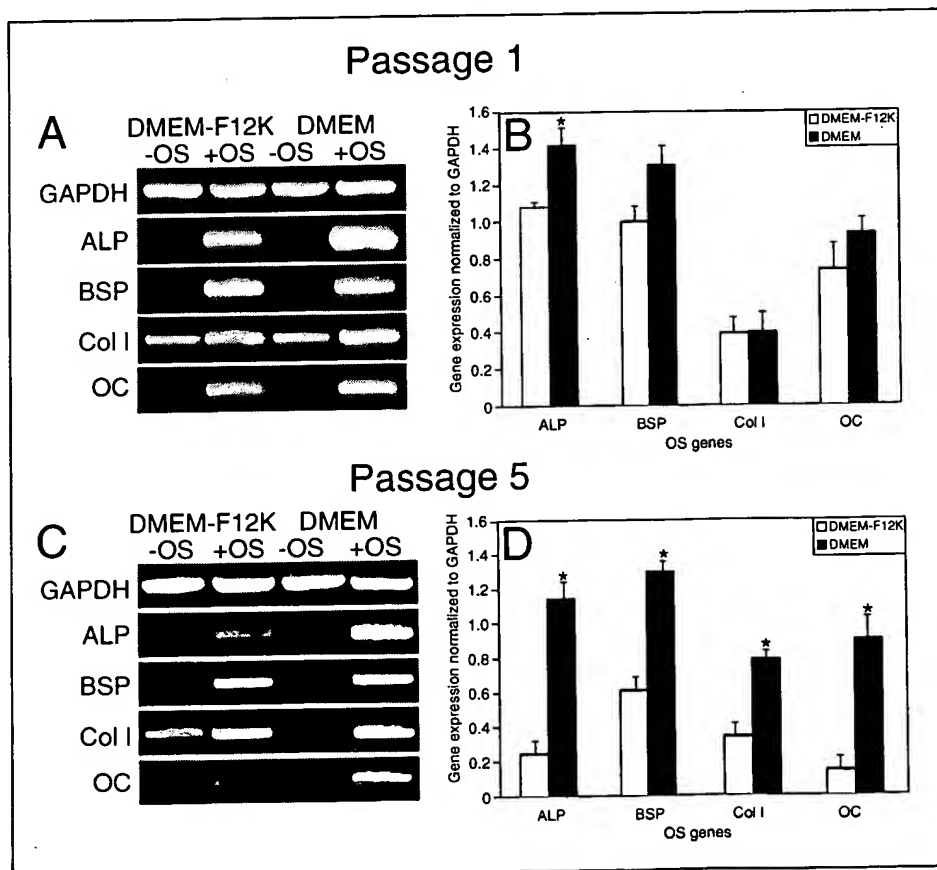 Passage 1
A
DMEM-F12K DMEM
-OS +OS -OS +OS
GAPDH
ALP
BSP
Col I
OC
B
DMEM-F12K
DMEM
Gene expression normalized to GAPDH
1.6
1.4
1.2
1.0
0.8
0.6
0.4
0.2
0
*
ALP BSP Col I OC
OS genes
Passage 5
C
DMEM-F12K DMEM
-OS +OS -OS +OS
GAPDH
ALP
BSP
Col I
OC
D
DMEM-F12K
DMEM
Gene expression normalized to GAPDH
1.6
1.4
1.2
1.0
0.8
0.6
0.4
0.2
0
* * * *
ALP BSP Col I OC
OS genes